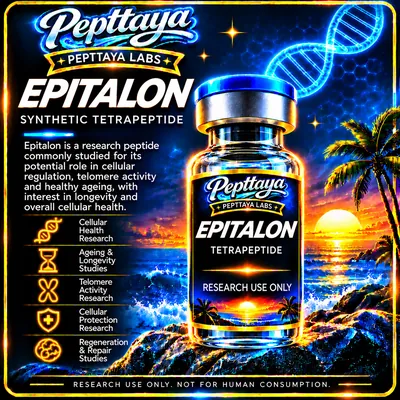 Pepttaya
PEPTTAYA LABS
EPITALON
SYNTHETIC TETRAPEPTIDE
Epitalon is a research peptide
commonly studied for its
potential role in cellular
regulation, telomere activity
and healthy ageing, with
interest in longevity and
overall cellular health.
Cellular
Health
Research
Ageing &
Longevity
Studies
Telomere
Activity
Research
Cellular
Protection
Research
Regeneration
& Repair
Studies
Pepttaya
PEPTTAYA LABS
EPITALON
TETRAPEPTIDE
RESEARCH USE ONLY
RESEARCH USE ONLY. NOT FOR HUMAN CONSUMPTION.